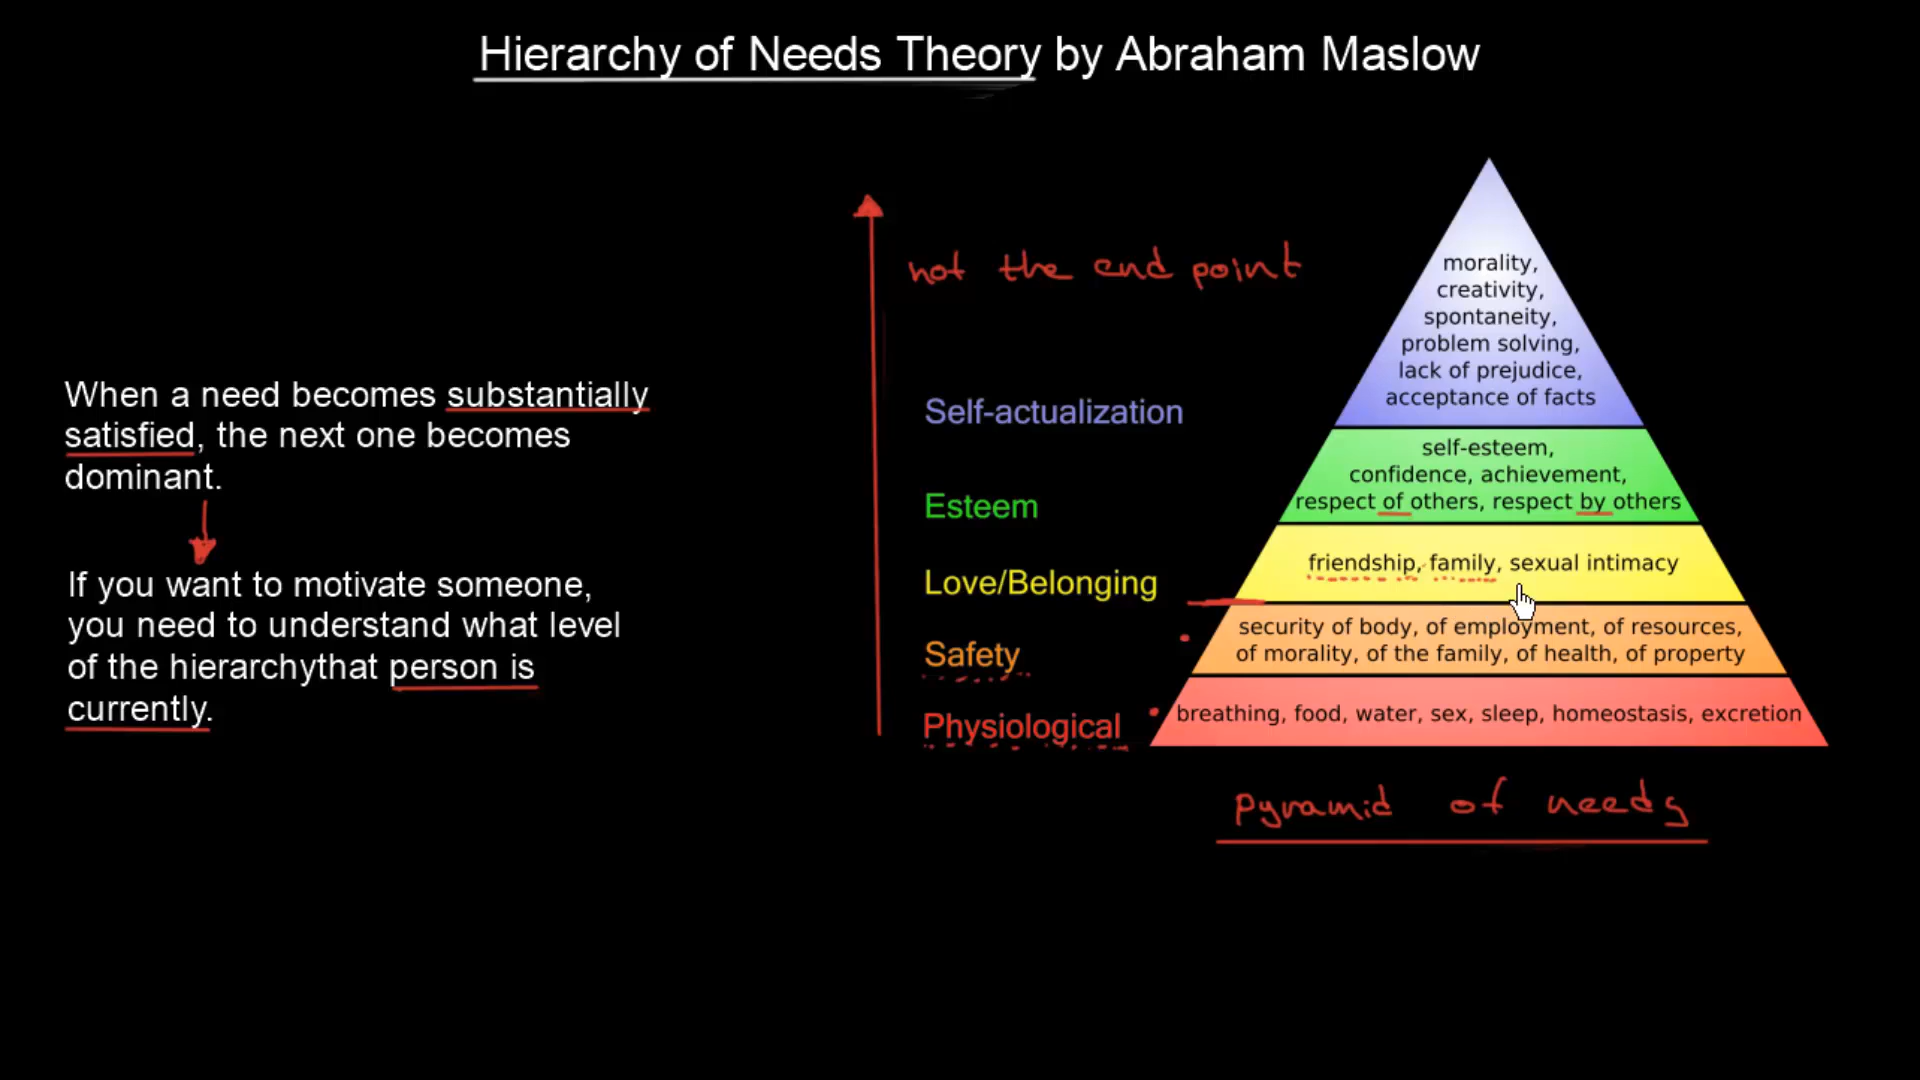 Hierarchy of Needs Theory by Abraham Maslow
When a need becomes substantially
satisfied, the next one becomes
dominant.
If you want to motivate someone,
you need to understand what level
of the hierarchythat person is
currently.
not the end point
Self-actualization
Esteem
Love/Belonging
Safety
Physiological
morality,
creativity,
spontaneity,
problem solving,
lack of prejudice,
acceptance of facts
self-esteem,
confidence, achievement,
respect of others, respect by others
friendship, family, sexual intimacy
security of body, of employment, of resources,
of morality, of the family, of health, of property
breathing, food, water, sex, sleep, homeostasis, excretion
pyramid of needs